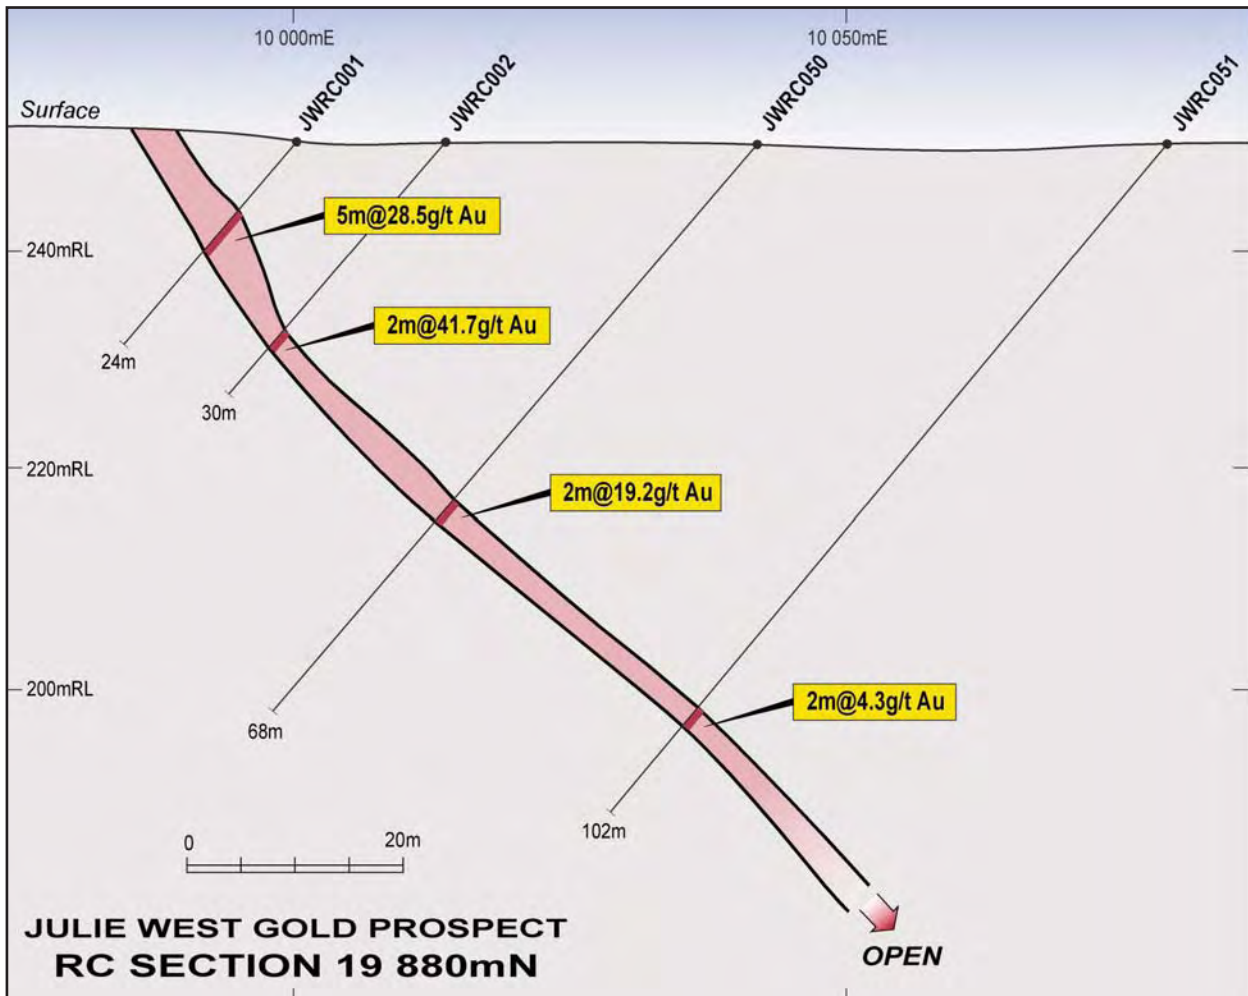 10 000mE
10 050mE
JWRC001
JWRC002
JWRC050
JWRC051
Surface
5m@28.5g/t Au
240mRL
2m@41.7g/t Au
24m
30m
220mRL
2m@19.2g/t Au
200mRL
2m@4.3g/t Au
68m
102m
0
20m
JULIE WEST GOLD PROSPECT
RC SECTION 19 880mN
OPEN